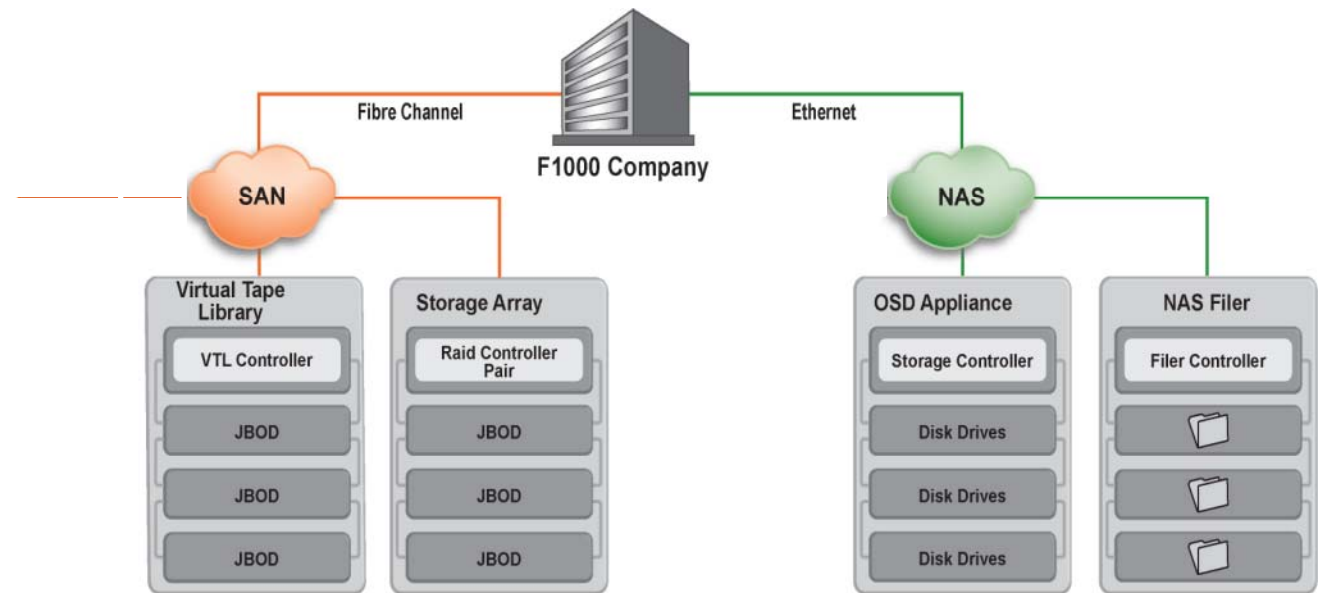 Fibre Channel
Ethernet
F1000 Company
SAN
NAS
Virtual Tape
Library
VTL Controller
JBOD
JBOD
JBOD
Storage Array
Raid Controller
Pair
JBOD
JBOD
JBOD
OSD Appliance
Storage Controller
Disk Drives
Disk Drives
Disk Drives
NAS Filer
Filer Controller